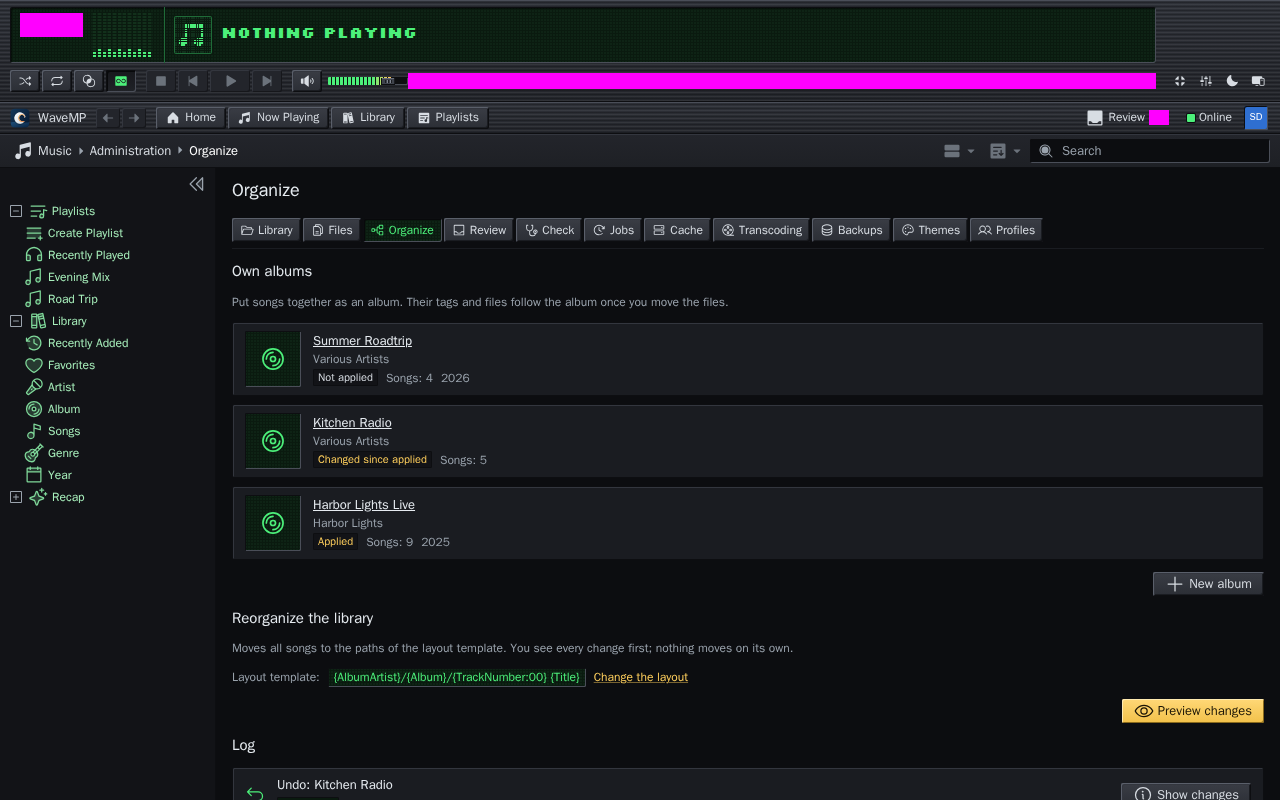 NOTHING PLAYING
WaveMP
Home
Now Playing
Library
Playlists
Review
Online
SD
Music
Administration
Organize
Search
Playlists
Create Playlist
Recently Played
Evening Mix
Road Trip
Library
Recently Added
Favorites
Artist
Album
Songs
Genre
Year
Recap
Organize
Library
Files
Organize
Review
Check
Jobs
Cache
Transcoding
Backups
Themes
Profiles
Own albums
Put songs together as an album. Their tags and files follow the album once you move the files.
Summer Roadtrip
Various Artists
Not applied Songs: 4 2026
Kitchen Radio
Various Artists
Changed since applied Songs: 5
Harbor Lights Live
Harbor Lights
Applied Songs: 9 2025
New album
Reorganize the library
Moves all songs to the paths of the layout template. You see every change first; nothing moves on its own.
Layout template: {AlbumArtist}/{Album}/{TrackNumber:00} {Title} Change the layout
Preview changes
Log
Undo: Kitchen Radio
Show changes